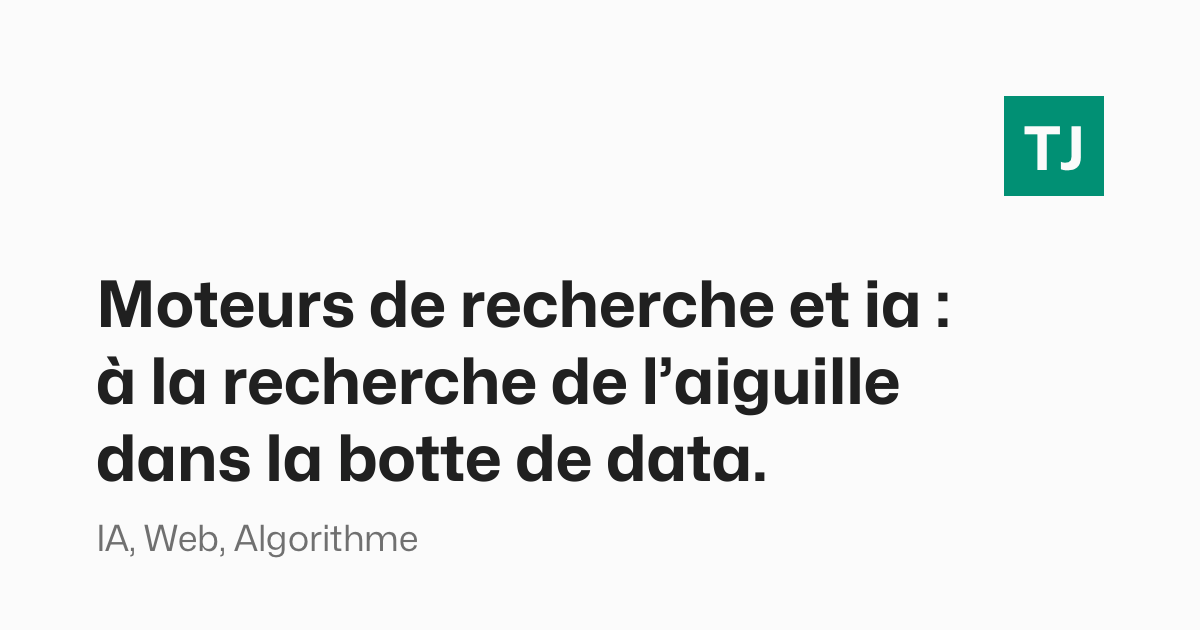 TJ
Moteurs de recherche et ia :
à la recherche de l’aiguille
dans la botte de data.
IA, Web, Algorithme